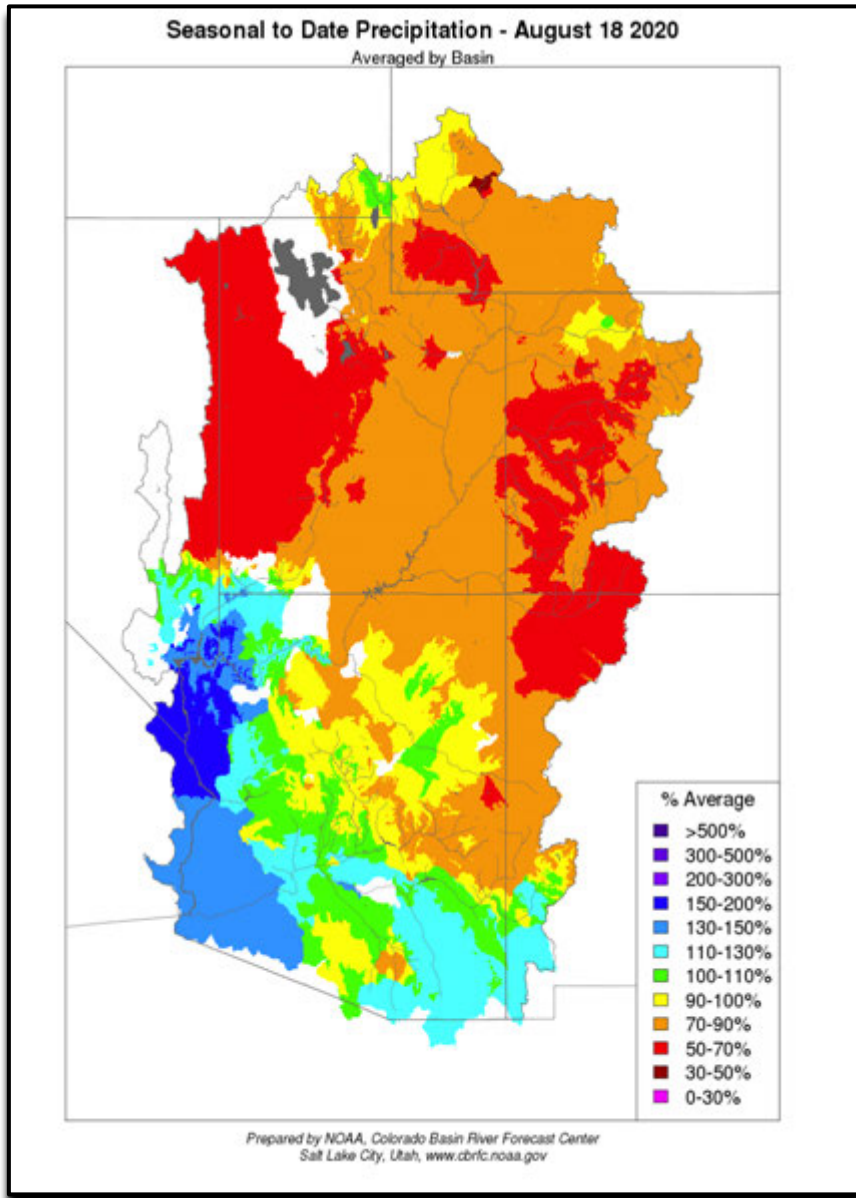 Seasonal to Date Precipitation - August 18 2020
Averaged by Basin
% Average
>500%
300-500%
200-300%
150-200%
130-150%
110-130%
100-110%
90-100%
70-90%
50-70%
30-50%
0-30%
Prepared by NOAA, Colorado Basin River Forecast Center
Salt Lake City, Utah, www.cbrfc.noaa.gov